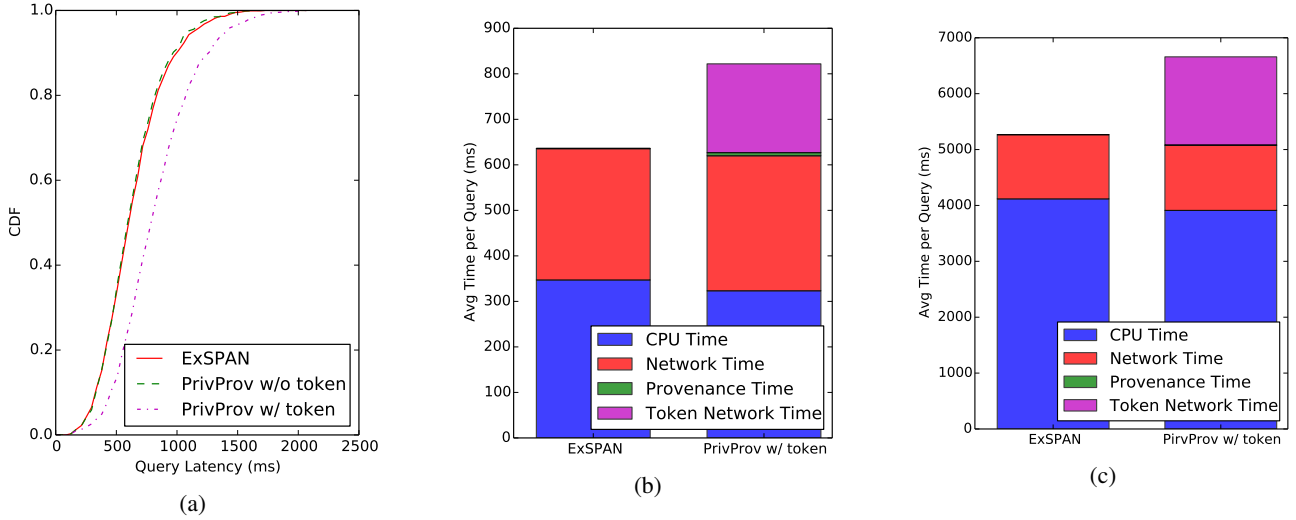 1.0
0.8
0.6
0.4
0.2
0.0
CDF
0 500 1000 1500 2000 2500
Query Latency (ms)
ExSPAN
PrivProv w/o token
PrivProv w/ token
(a)
900
800
700
600
500
400
300
200
100
0
Avg Time per Query (ms)
CPU Time
Network Time
Provenance Time
Token Network Time
ExSPAN PrivProv w/ token
(b)
7000
6000
5000
4000
3000
2000
1000
0
Avg Time per Query (ms)
CPU Time
Network Time
Provenance Time
Token Network Time
ExSPAN PirvProv w/ token
(c)